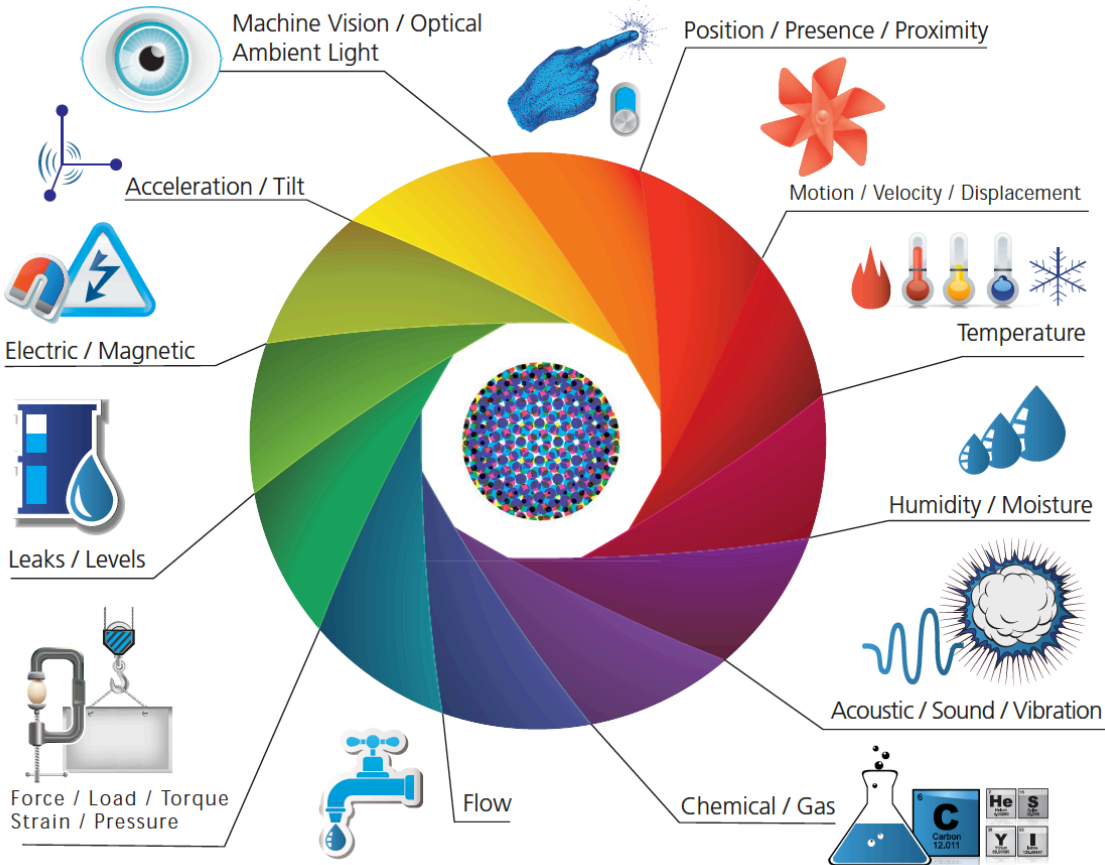 Machine Vision / Optical
Ambient Light
Position / Presence / Proximity
Acceleration / Tilt
Motion / Velocity / Displacement
Electric / Magnetic
Temperature
Leaks / Levels
Humidity / Moisture
Force / Load / Torque
Strain / Pressure
Flow
Chemical / Gas
Acoustic / Sound / Vibration
6
C
Carbon
12.011
He
S
Y
I